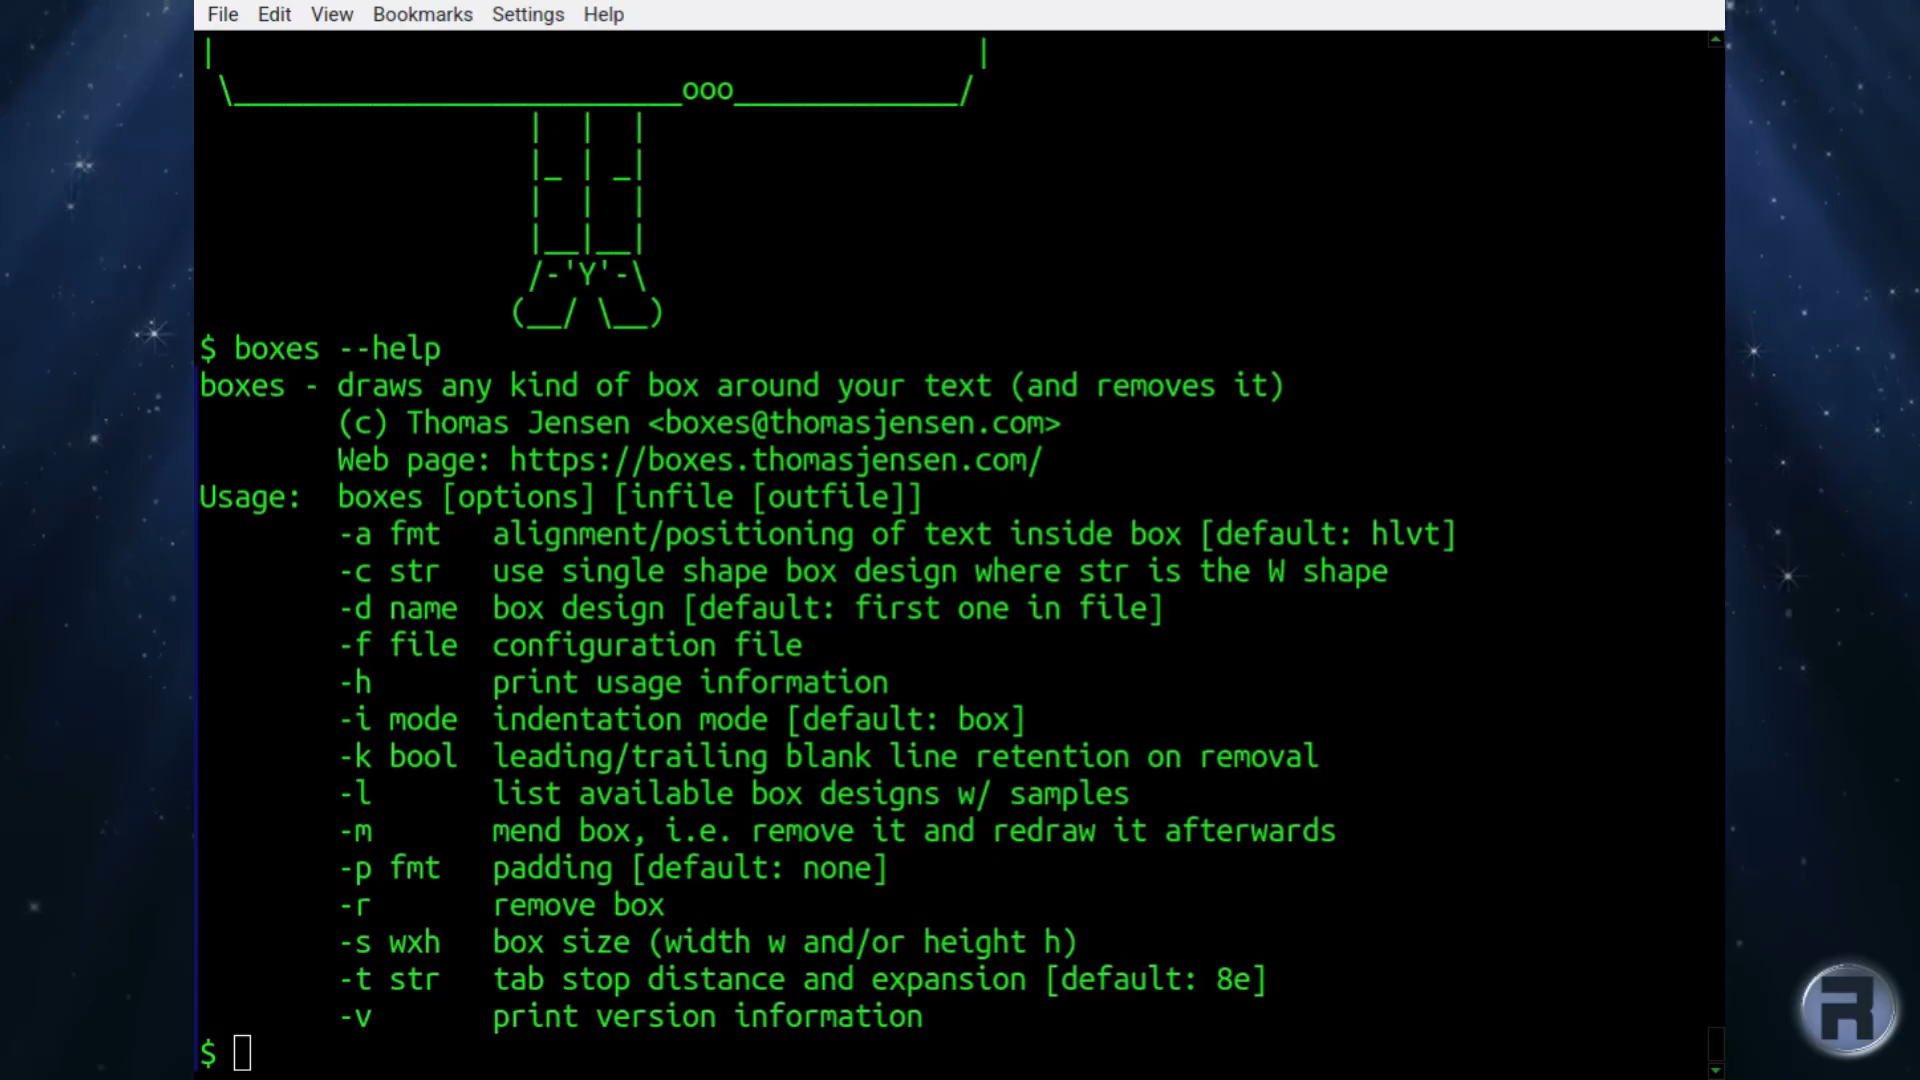 File Edit View Bookmarks Settings Help
|                                            |
 \__________________________ooo_____________/
                   |  |  |
                   |_ | _|
                   |  |  |
                   |__|__|
                   /-'Y'-\
                  (__/ \__)
$ boxes --help
boxes - draws any kind of box around your text (and removes it)
        (c) Thomas Jensen <boxes@thomasjensen.com>
        Web page: https://boxes.thomasjensen.com/
Usage:  boxes [options] [infile [outfile]]
        -a fmt   alignment/positioning of text inside box [default: hlvt]
        -c str   use single shape box design where str is the W shape
        -d name  box design [default: first one in file]
        -f file  configuration file
        -h       print usage information
        -i mode  indentation mode [default: box]
        -k bool  leading/trailing blank line retention on removal
        -l       list available box designs w/ samples
        -m       mend box, i.e. remove it and redraw it afterwards
        -p fmt   padding [default: none]
        -r       remove box
        -s wxh   box size (width w and/or height h)
        -t str   tab stop distance and expansion [default: 8e]
        -v       print version information
$
R